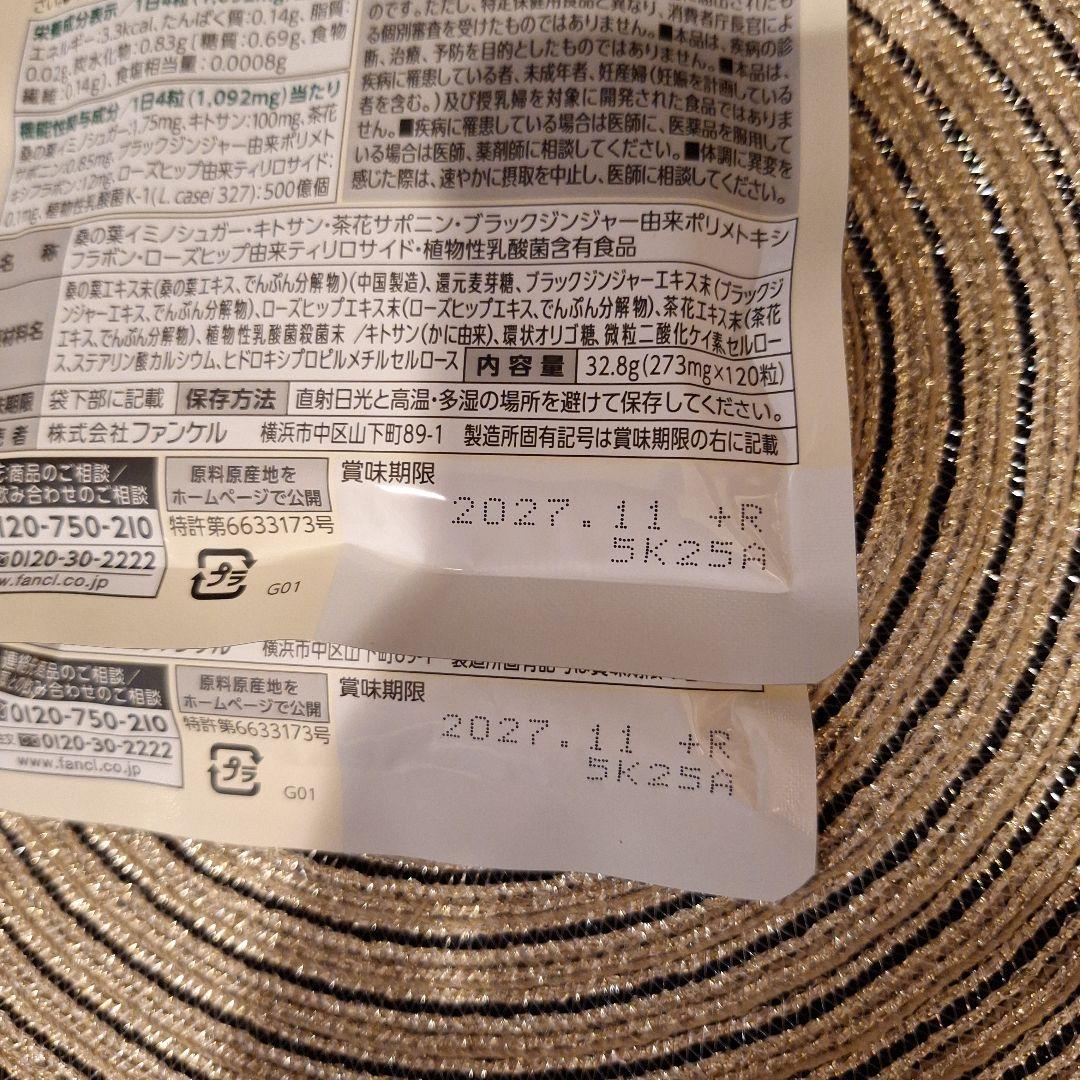 栄養成分表示 / 1日4粒(1,092mg)
エネルギー:3.3kcal、たんぱく質:0.14g、脂質:
0.02g、炭水化物:0.83g(糖質:0.69g、食物
繊維:0.14g)、食塩相当量:0.0008g
機能性関与成分 / 1日4粒(1,092mg)当たり
桑の葉イミノシュガー:1.75mg、キトサン:100mg、茶花
サポニン:0.85mg、ブラックジンジャー由来ポリメト
キシフラボン:12mg、ローズヒップ由来ティリロサイド:
0.1mg、植物性乳酸菌K-1(L. casei 327):500億個
のです。ただし、特定保健用食品と異なり、消費者庁長官によ
る個別審査を受けたものではありません。■本品は、疾病の診
断、治療、予防を目的としたものではありません。■本品は、
疾病に罹患している者、未成年者、妊産婦(妊娠を計画している
者を含む。)及び授乳婦を対象に開発された食品ではありま
せん。■疾病に罹患している場合は医師に、医薬品を服用して
いる場合は医師、薬剤師に相談してください。■体調に異変を
感じた際は、速やかに摂取を中止し、医師に相談してください。
名 称 桑の葉イミノシュガー・キトサン・茶花サポニン・ブラックジンジャー由来ポリメトキシ
フラボン・ローズヒップ由来ティリロサイド・植物性乳酸菌含有食品
材料名 桑の葉エキス末(桑の葉エキス、でんぷん分解物)(中国製造)、還元麦芽糖、ブラックジンジャーエキス末(ブラックジ
ンジャーエキス、でんぷん分解物)、ローズヒップエキス末(ローズヒップエキス、でんぷん分解物)、茶花エキス末(茶花
エキス、でんぷん分解物)、植物性乳酸菌殺菌末 / キトサン(かに由来)、環状オリゴ糖、微粒二酸化ケイ素、セルロー
ス、ステアリン酸カルシウム、ヒドロキシプロピルメチルセルロース 内容量 32.8g(273mg×120粒)
期限 袋下部に記載 保存方法 直射日光と高温・多湿の場所を避けて保存してください。
者 株式会社ファンケル 横浜市中区山下町89-1 製造所固有記号は賞味期限の右に記載
商品のご相談/
飲み合わせのご相談
120-750-210
0120-30-2222
w.fancl.co.jp
原料原産地を
ホームページで公開
特許第6633173号
プラ
G01
賞味期限
2027.11 +R
5K25A
横浜市中区山下町89-1 製造所固有記号は賞味期限の
商品のご相談/
み合わせのご相談
0120-750-210
0120-30-2222
www.fancl.co.jp
原料原産地を
ホームページで公開
特許第6633173号
プラ
G01
賞味期限
2027.11 +R
5K25A